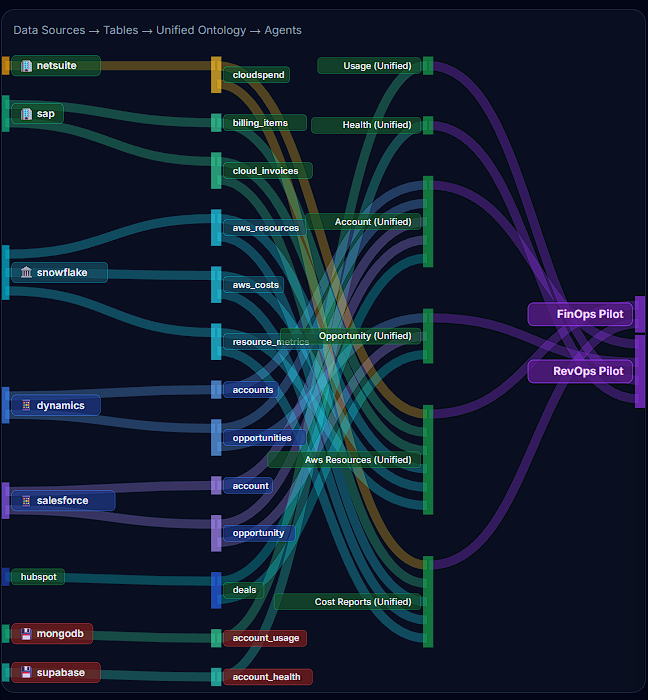 Data Sources → Tables → Unified Ontology → Agents
netsuite
sap
snowflake
dynamics
salesforce
hubspot
mongodb
supabase
cloudspend
billing_items
cloud_invoices
aws_resources
aws_costs
resource_metrics
accounts
opportunities
account
opportunity
deals
account_usage
account_health
Usage (Unified)
Health (Unified)
Account (Unified)
Opportunity (Unified)
Aws Resources (Unified)
Cost Reports (Unified)
FinOps Pilot
RevOps Pilot